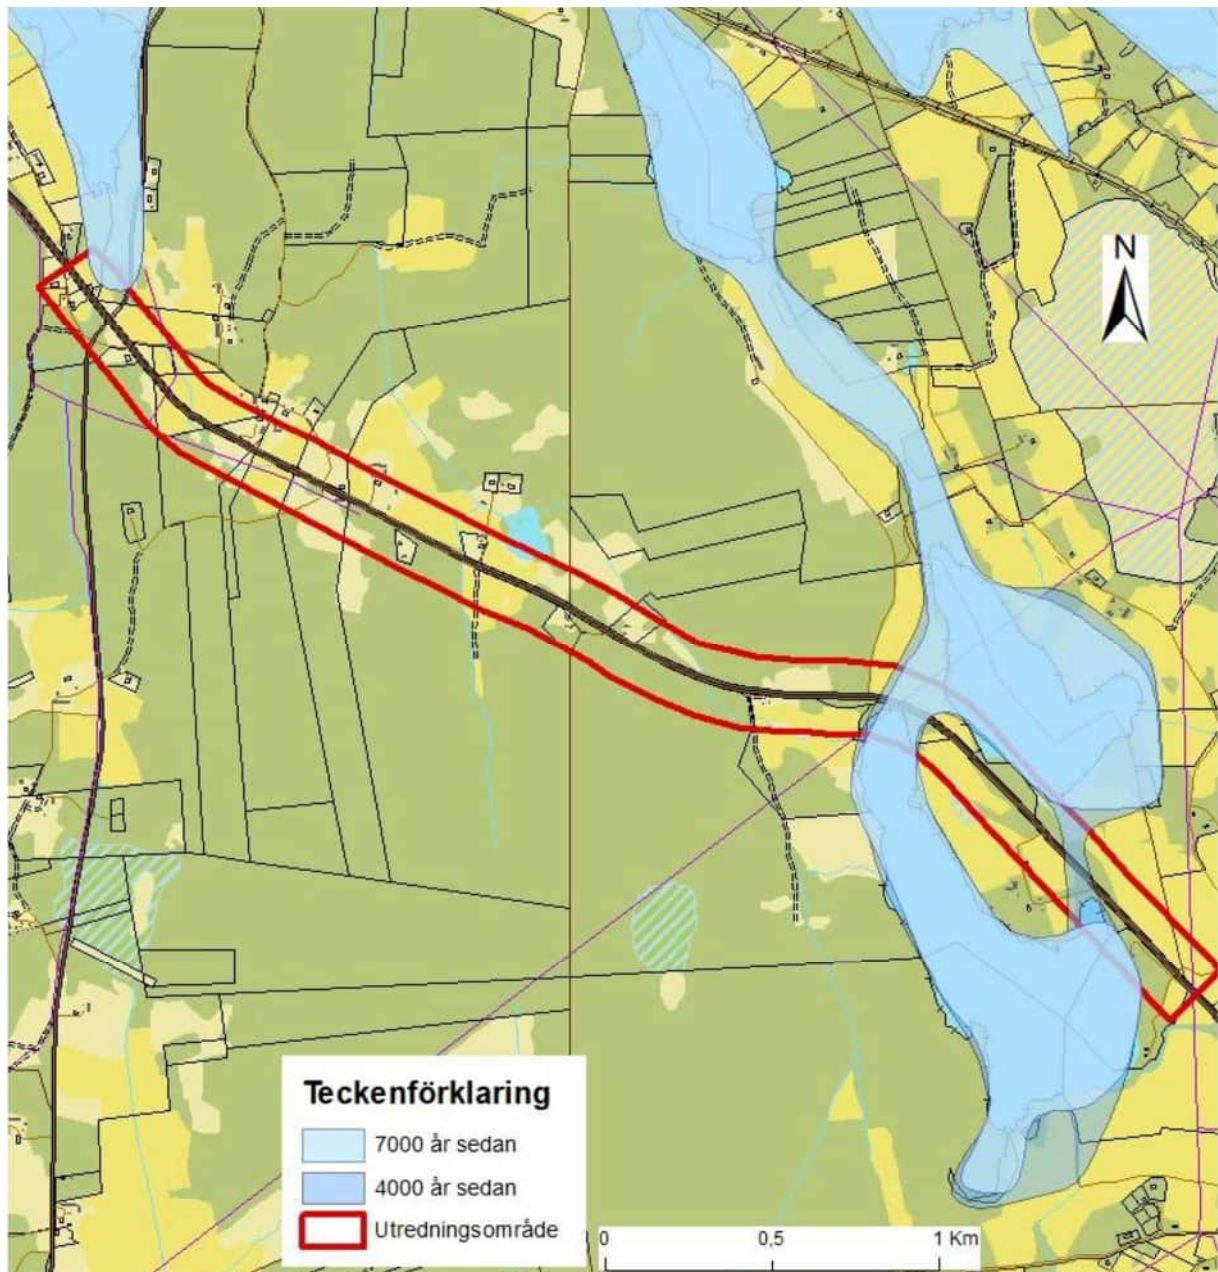 N
Teckenförklaring
7000 år sedan
4000 år sedan
Utredningsområde
0 0,5 1 Km